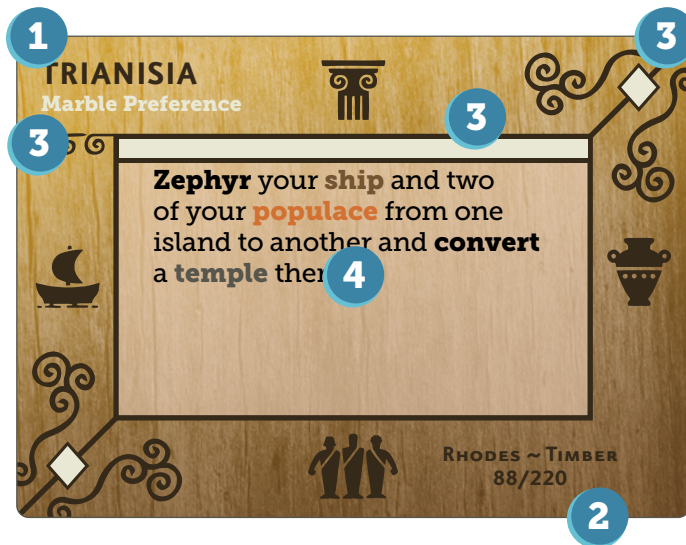 1
3
TRIANISIA
Marble Preference
3
3
Zephyr your ship and two
of your populace from one
island to another and convert
a temple ther
4
Rhodes ~ Timber
88/220
2